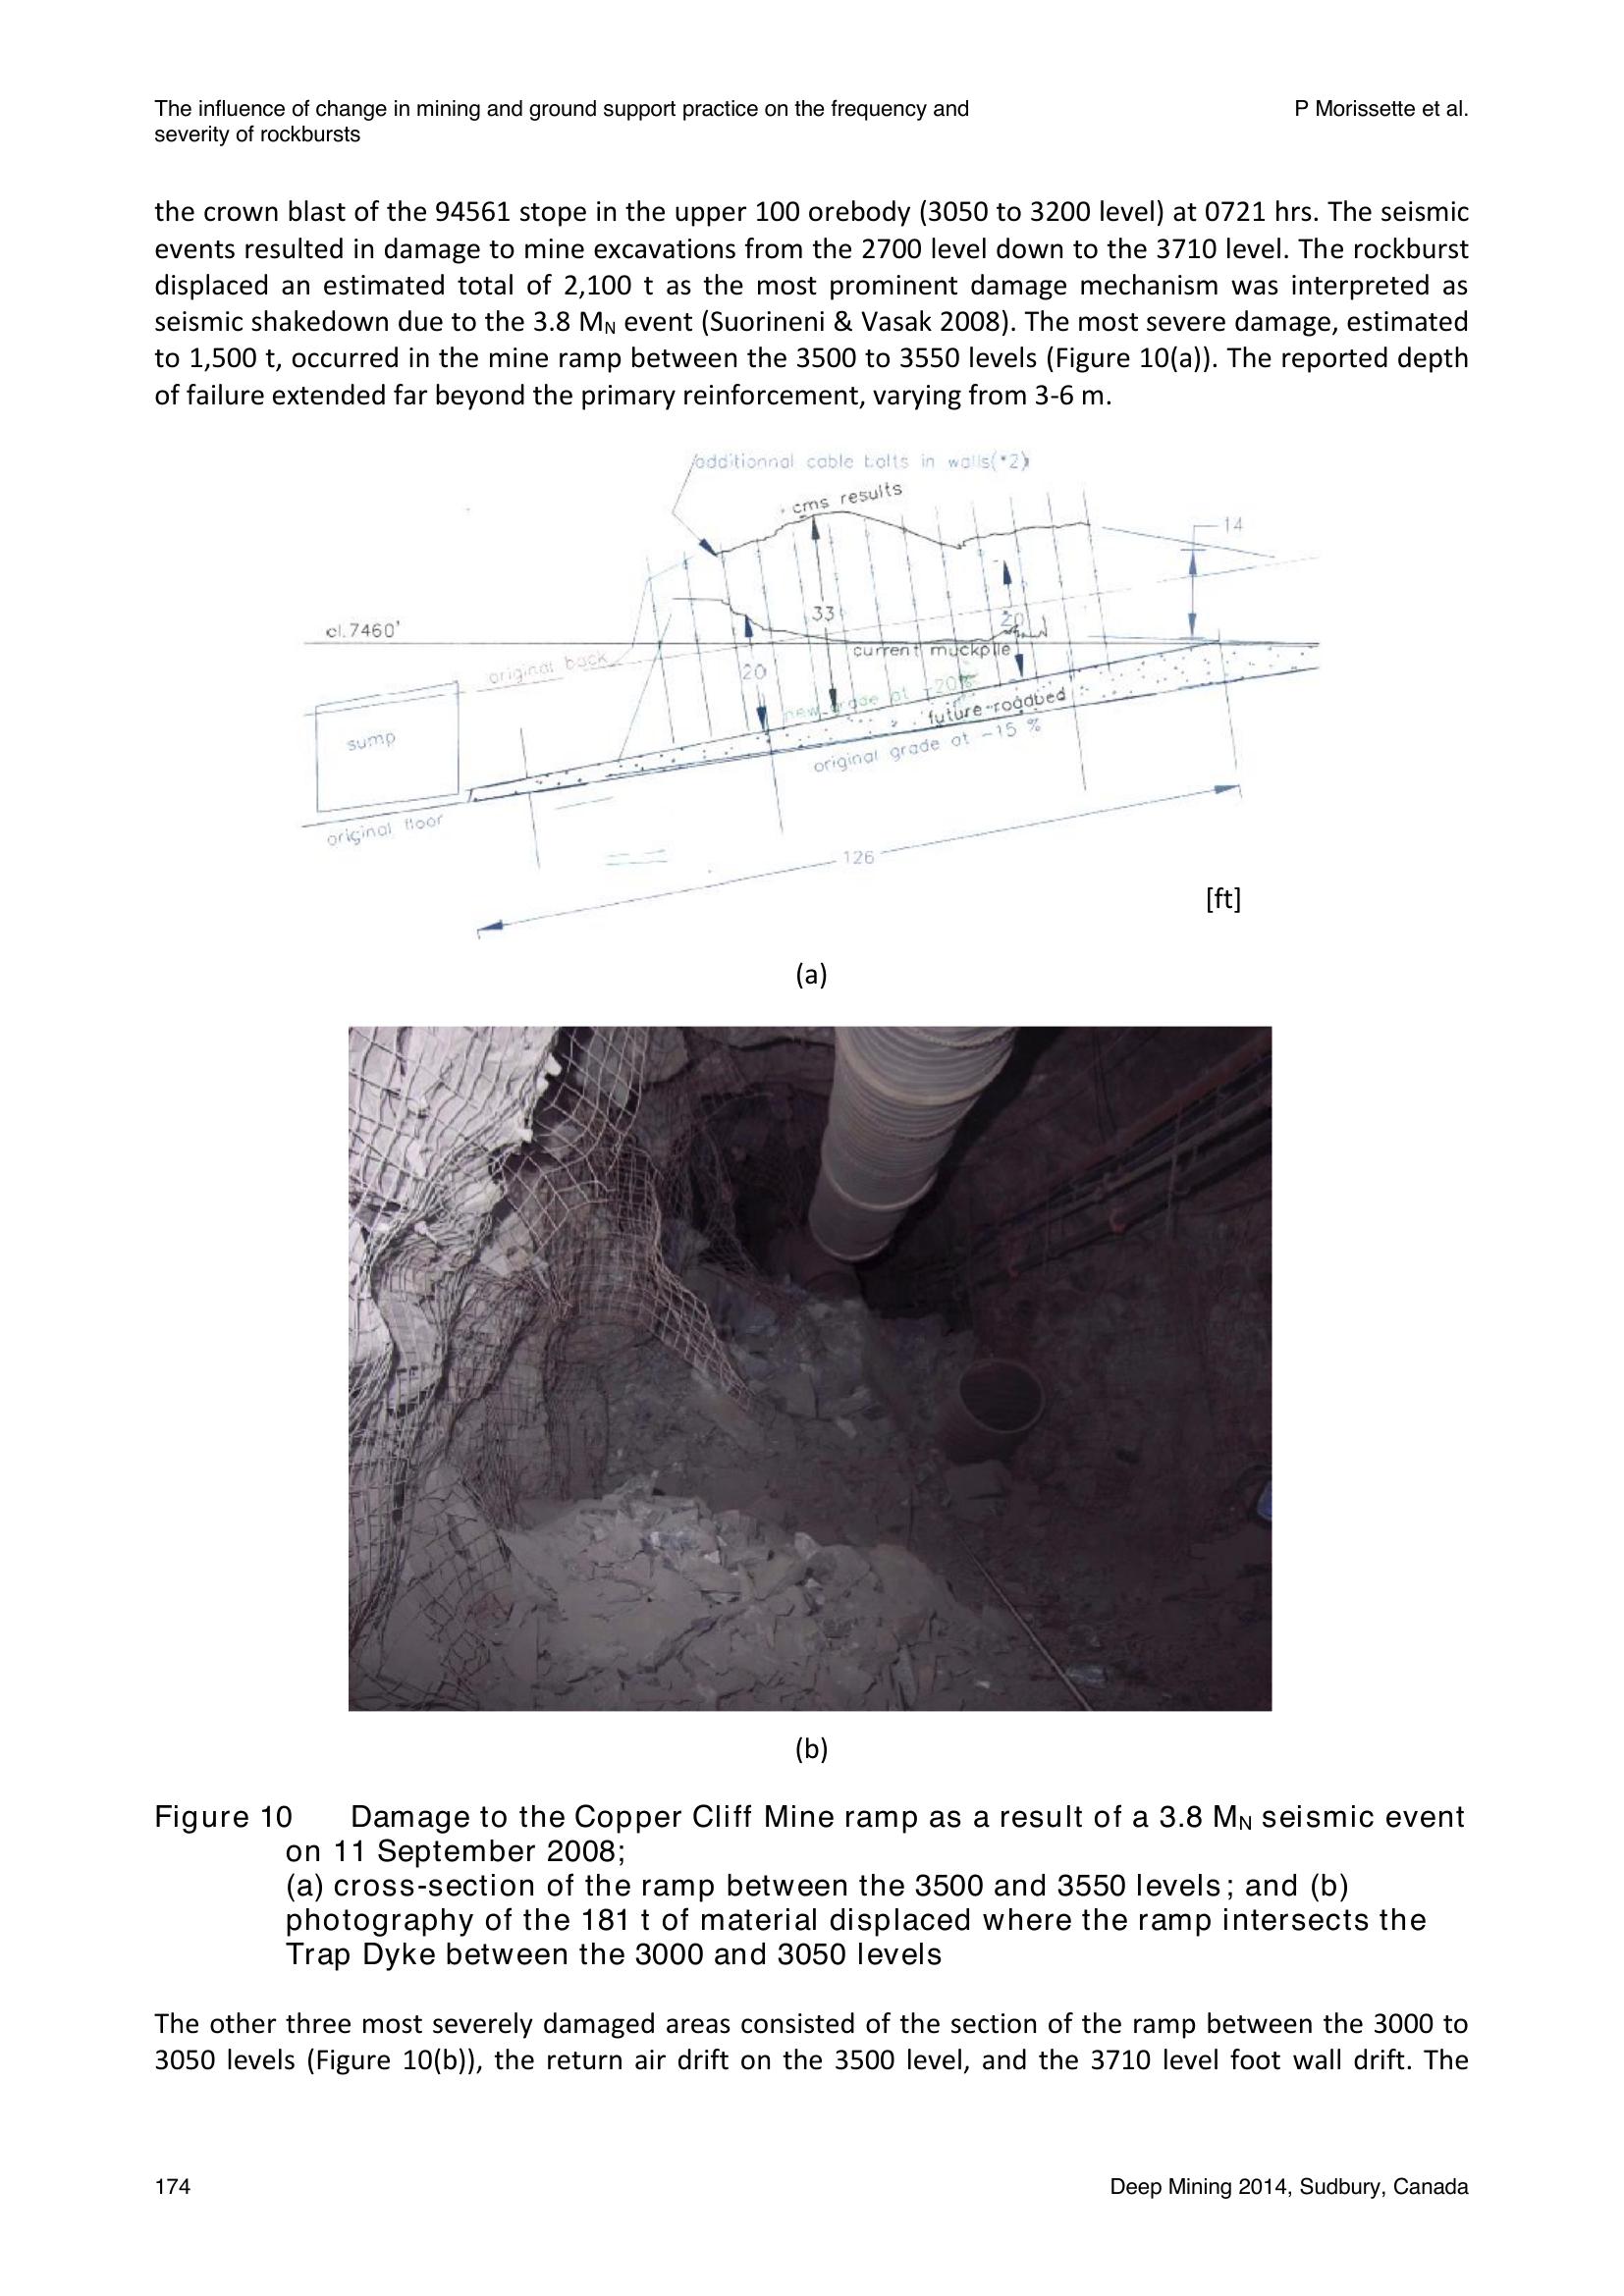 The influence of change in mining and ground support practice on the frequency and
severity of rockbursts
P Morissette et al.
the crown blast of the 94561 stope in the upper 100 orebody (3050 to 3200 level) at 0721 hrs. The seismic
events resulted in damage to mine excavations from the 2700 level down to the 3710 level. The rockburst
displaced an estimated total of 2,100 t as the most prominent damage mechanism was interpreted as
seismic shakedown due to the 3.8 MN event (Suorineni & Vasak 2008). The most severe damage, estimated
to 1,500 t, occurred in the mine ramp between the 3500 to 3550 levels (Figure 10(a)). The reported depth
of failure extended far beyond the primary reinforcement, varying from 3-6 m.
additionnal cable bolts in walls(*2)
cms results
14
33
20
el.7460'
current muckpile
original back
20
new grade at -20%
future roadbed
sump
original grade at -15 %
original floor
126
[ft]
(a)
(b)
Figure 10 Damage to the Copper Cliff Mine ramp as a result of a 3.8 MN seismic event
on 11 September 2008;
(a) cross-section of the ramp between the 3500 and 3550 levels; and (b)
photography of the 181 t of material displaced where the ramp intersects the
Trap Dyke between the 3000 and 3050 levels
The other three most severely damaged areas consisted of the section of the ramp between the 3000 to
3050 levels (Figure 10(b)), the return air drift on the 3500 level, and the 3710 level foot wall drift. The
174
Deep Mining 2014, Sudbury, Canada